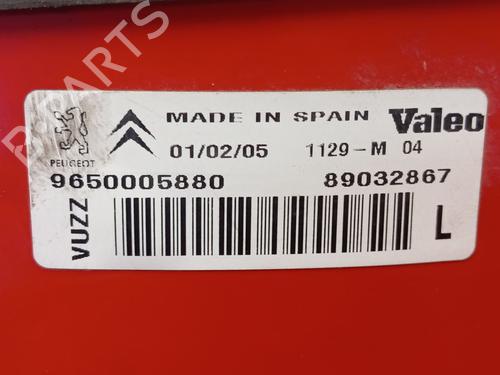 MADE IN SPAIN Valeo
PEUGEOT 01/02/05 1129-M 04
9650005880 89032867
VUZZ
L
B PARTS